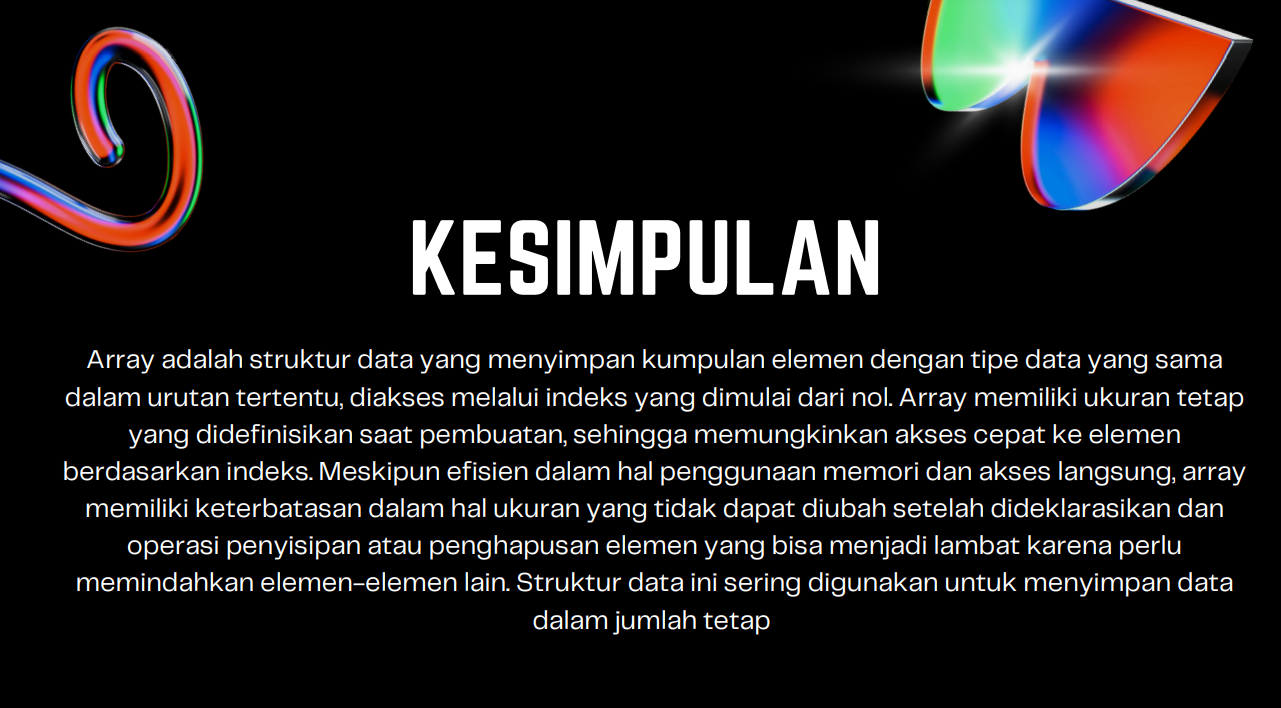 KESIMPULAN
Array adalah struktur data yang menyimpan kumpulan elemen dengan tipe data yang sama
dalam urutan tertentu, diakses melalui indeks yang dimulai dari nol. Array memiliki ukuran tetap
yang didefinisikan saat pembuatan, sehingga memungkinkan akses cepat ke elemen
berdasarkan indeks. Meskipun efisien dalam hal penggunaan memori dan akses langsung, array
memiliki keterbatasan dalam hal ukuran yang tidak dapat diubah setelah dideklarasikan dan
operasi penyisipan atau penghapusan elemen yang bisa menjadi lambat karena perlu
memindahkan elemen-elemen lain. Struktur data ini sering digunakan untuk menyimpan data
dalam jumlah tetap